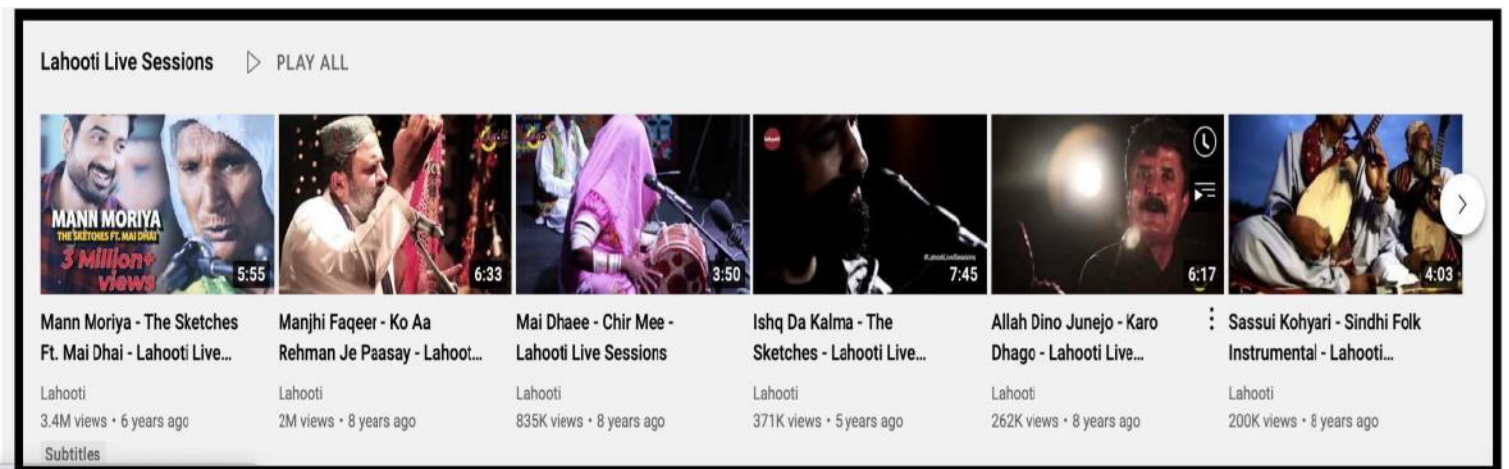 Lahooti Live Sessions PLAY ALL
MANN MORIYA
THE SKETCHES FT. MAI DHAI
3 Million+
views
5:55
6:33
3:50
lahooti
#LahootiLiveSessions
7:45
6:17
4:03
Mann Moriya - The Sketches
Ft. Mai Dhai - Lahooti Live...
Lahooti
3.4M views • 6 years ago
Subtitles
Manjhi Faqeer - Ko Aa
Rehman Je Paasay - Lahoot...
Lahooti
2M views • 8 years ago
Mai Dhaee - Chir Mee -
Lahooti Live Sessions
Lahooti
835K views • 8 years ago
Ishq Da Kalma - The
Sketches - Lahooti Live...
Lahooti
371K views • 5 years ago
Allah Dino Junejo - Karo
Dhago - Lahooti Live...
Lahooti
262K views • 8 years ago
Sassui Kohyari - Sindhi Folk
Instrumental - Lahooti...
Lahooti
200K views • 8 years ago